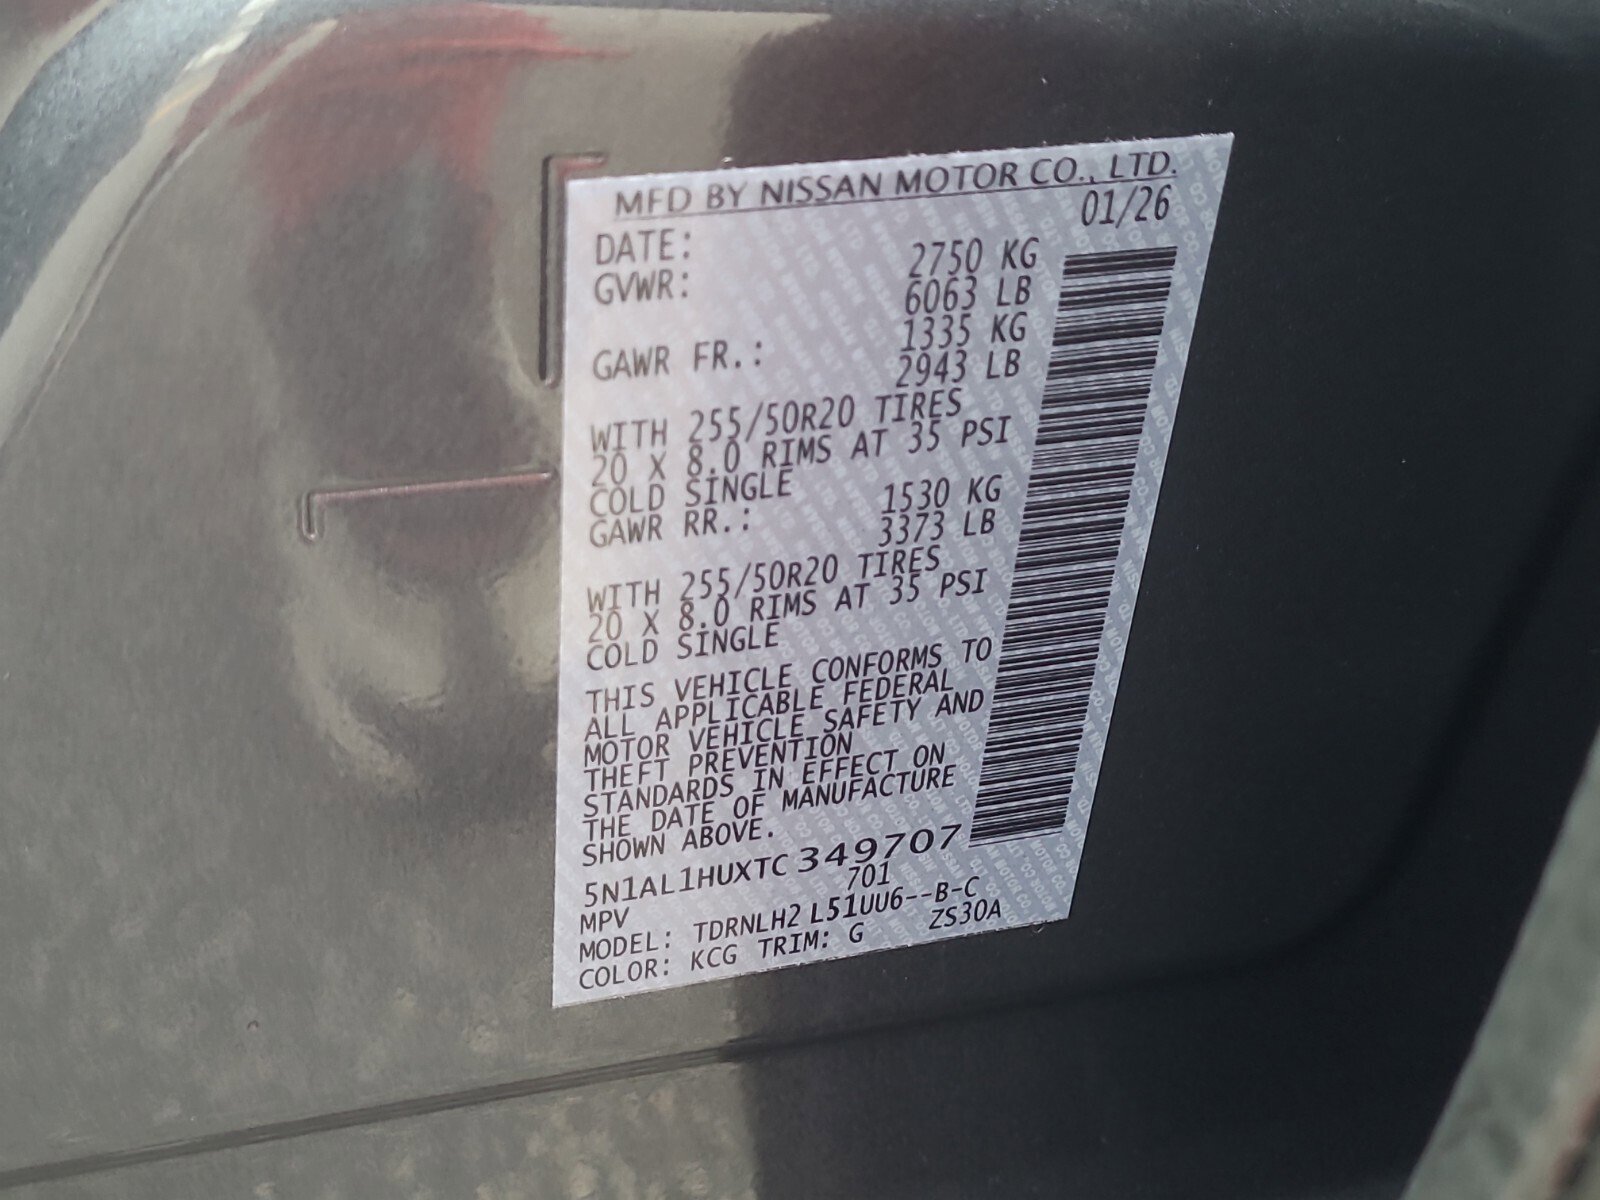 MFD BY NISSAN MOTOR CO., LTD.
DATE: 01/26
GVWR: 2750 KG
6063 LB
GAWR FR.: 1335 KG
2943 LB
WITH 255/50R20 TIRES
20 X 8.0 RIMS AT 35 PSI
COLD SINGLE
GAWR RR.: 1530 KG
3373 LB
WITH 255/50R20 TIRES
20 X 8.0 RIMS AT 35 PSI
COLD SINGLE
THIS VEHICLE CONFORMS TO
ALL APPLICABLE FEDERAL
MOTOR VEHICLE SAFETY AND
THEFT PREVENTION
STANDARDS IN EFFECT ON
THE DATE OF MANUFACTURE
SHOWN ABOVE.
5N1AL1HUXTC 349707
MPV 701
MODEL: TDRNLH2 L51UU6--B-C
COLOR: KCG TRIM: G ZS30A